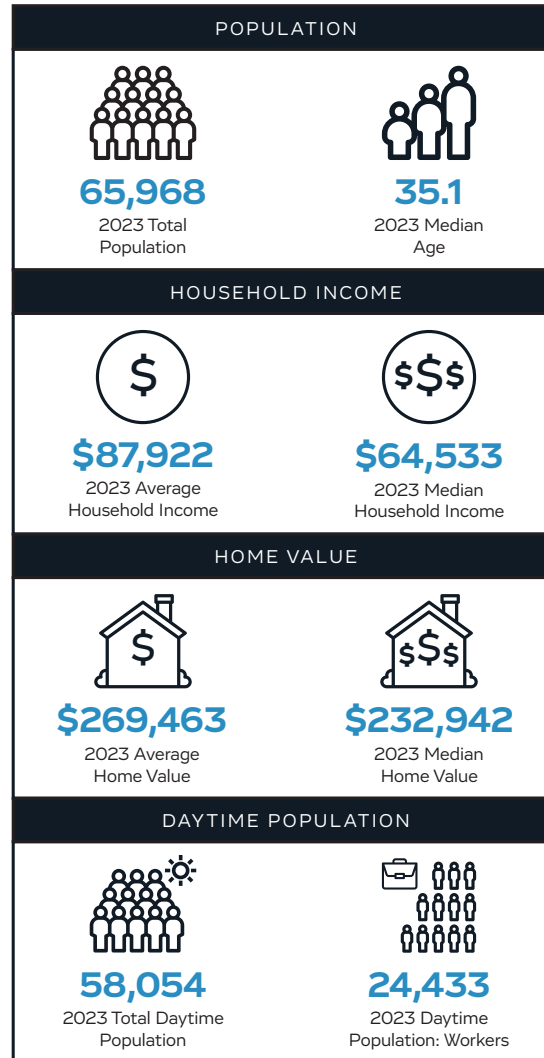 POPULATION
65,968
2023 Total
Population
35.1
2023 Median
Age
HOUSEHOLD INCOME
$
$87,922
2023 Average
Household Income
$$$
$64,533
2023 Median
Household Income
HOME VALUE
$
$269,463
2023 Average
Home Value
$$$
$232,942
2023 Median
Home Value
DAYTIME POPULATION
58,054
2023 Total Daytime
Population
24,433
2023 Daytime
Population: Workers